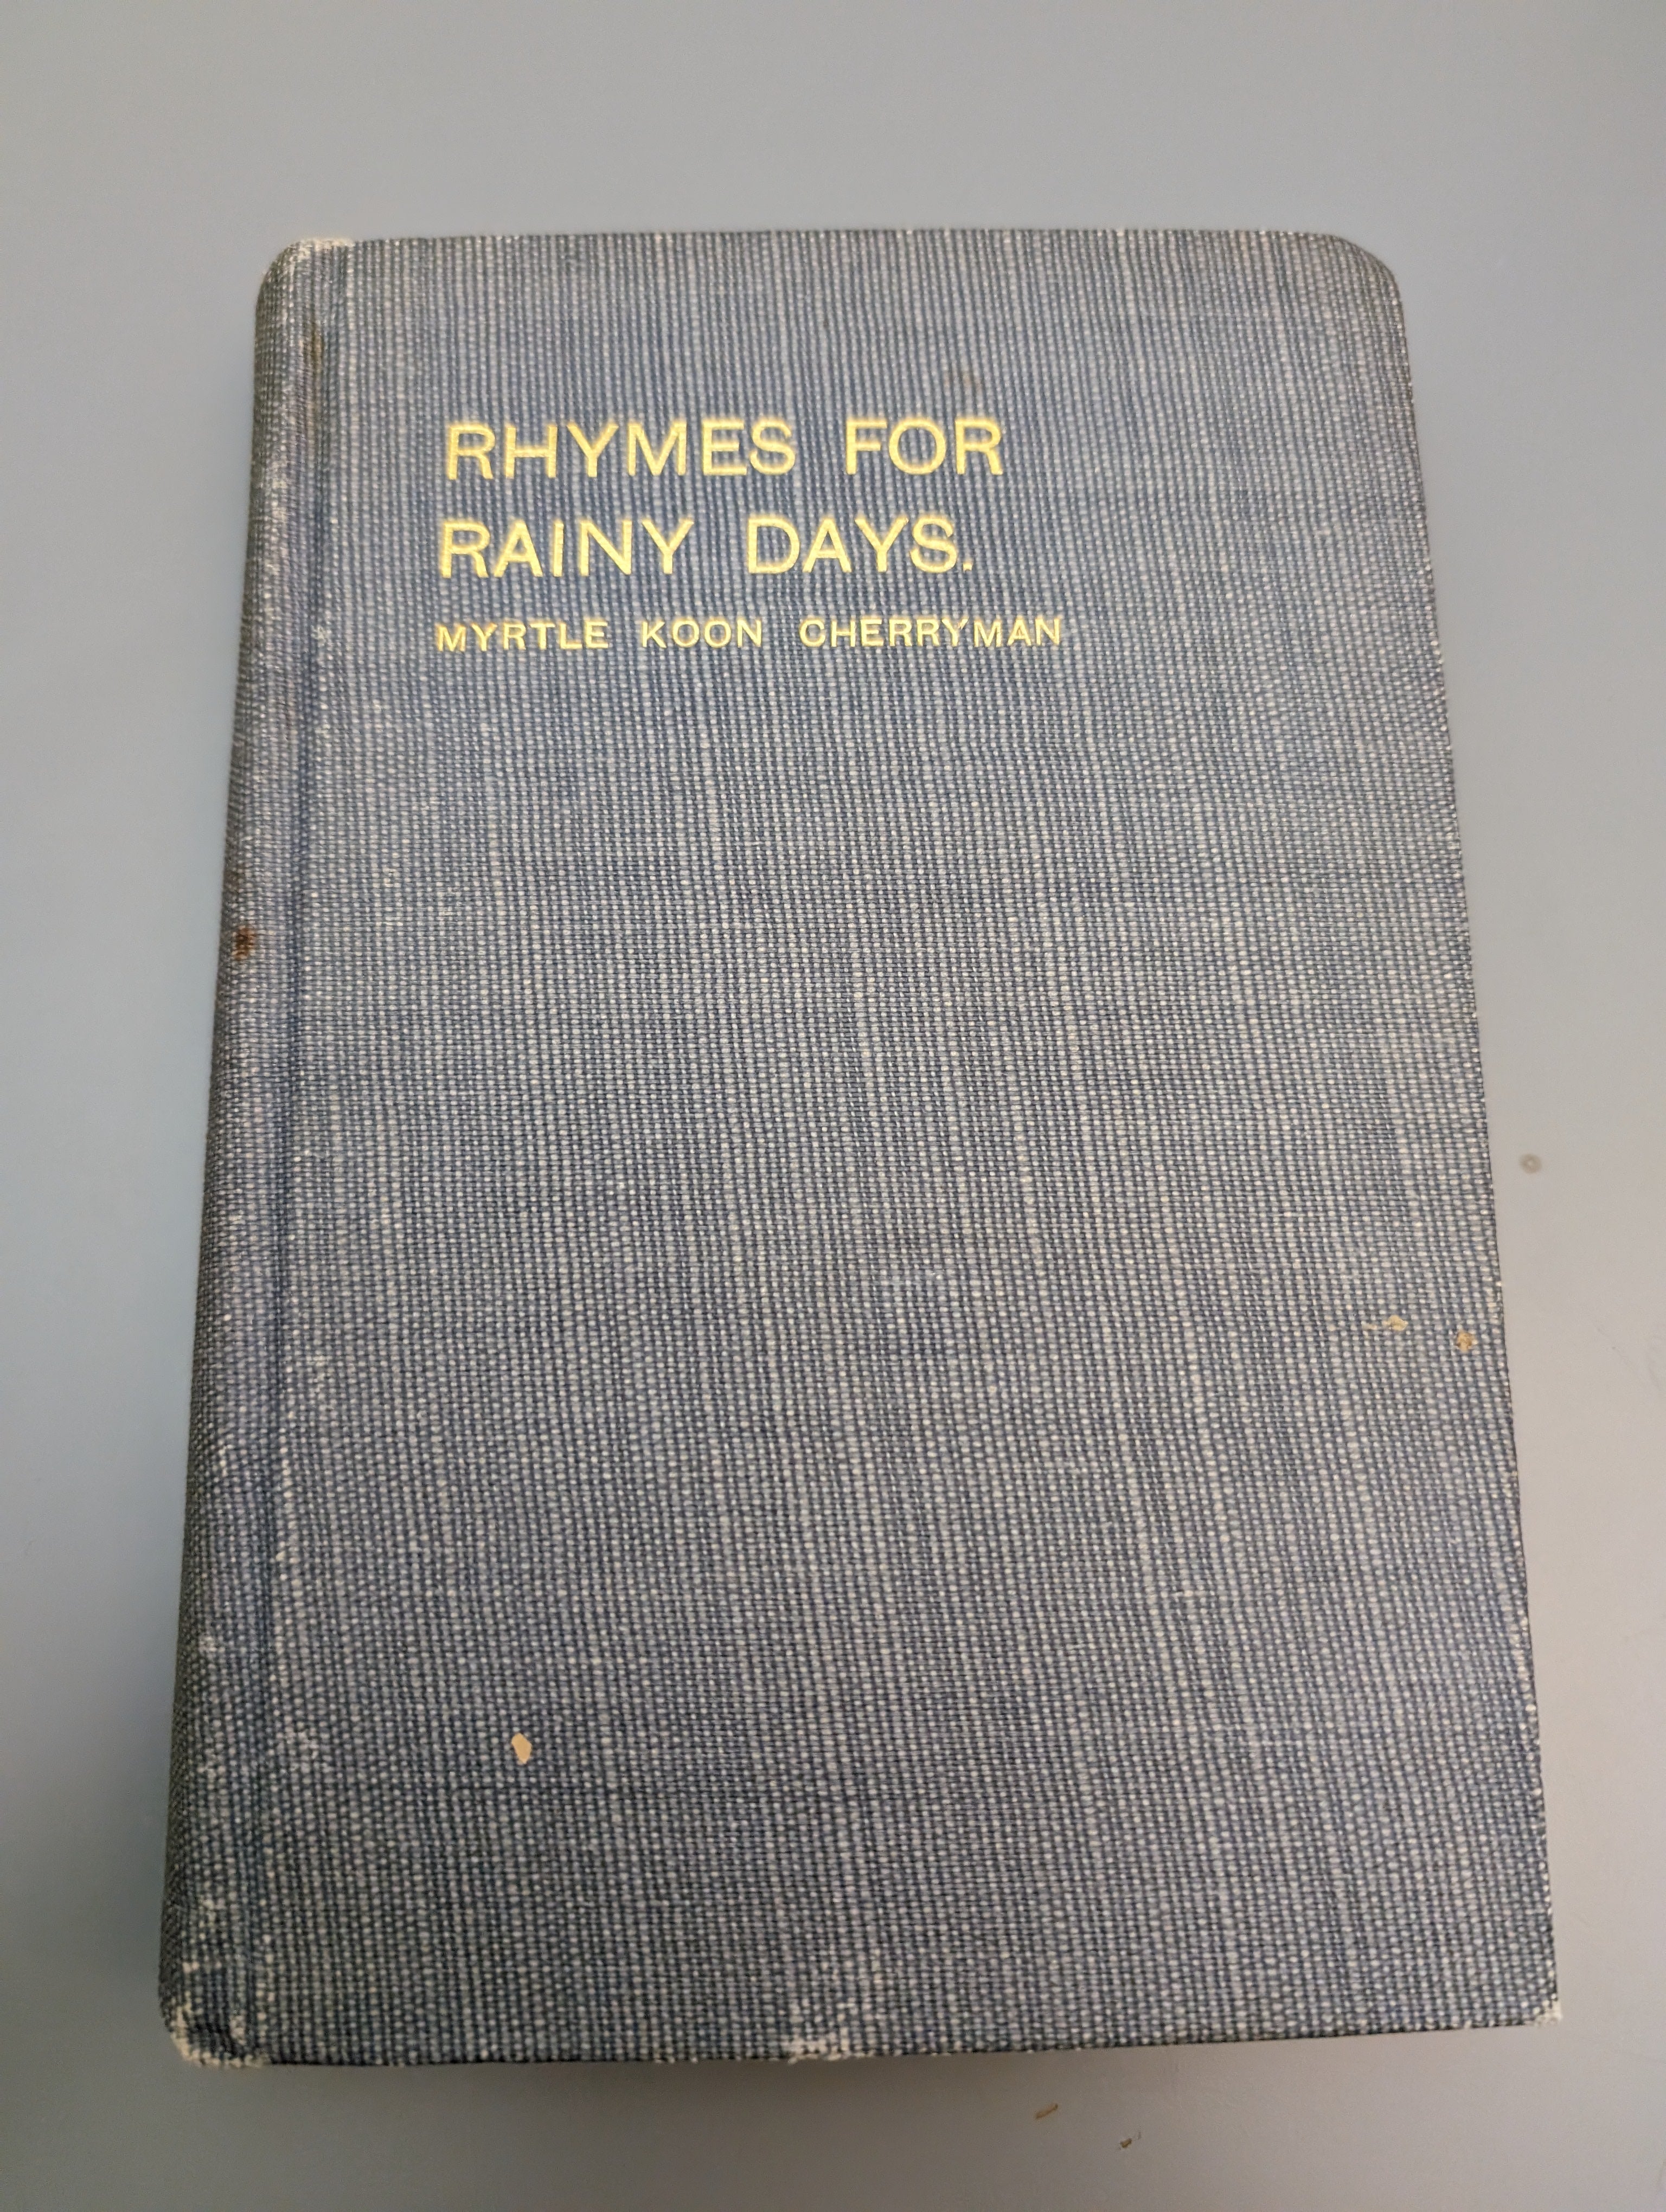 RHYMES FOR
RAINY DAYS.
MYRTLE KOON CHERRYMAN